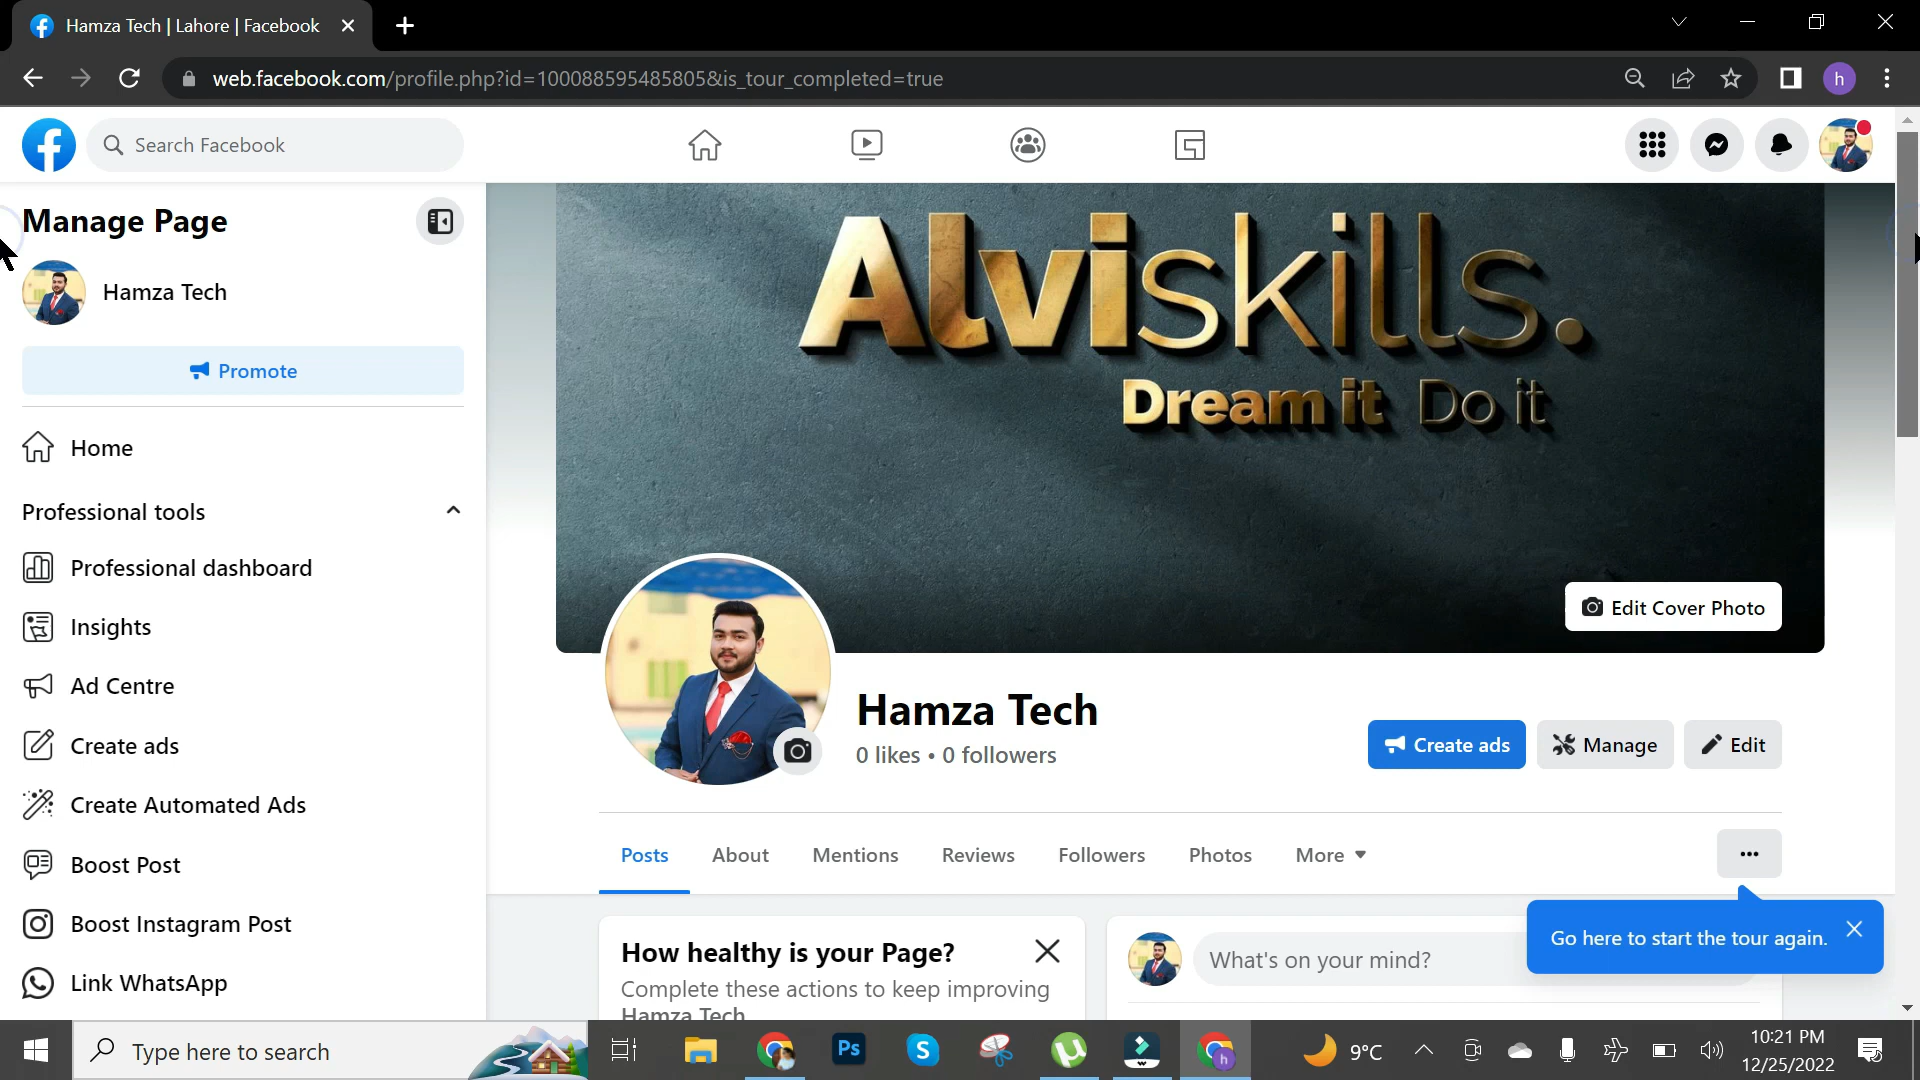 Hamza Tech | Lahore | Facebook
web.facebook.com/profile.php?id=100088595485805&is_tour_completed=true
h
Search Facebook
Manage Page
Hamza Tech
Promote
Home
Professional tools
Professional dashboard
Insights
Ad Centre
Create ads
Create Automated Ads
Boost Post
Boost Instagram Post
Link WhatsApp
Alviskills.
Dream it Do it
Edit Cover Photo
Hamza Tech
0 likes • 0 followers
Create ads
Manage
Edit
Posts
About
Mentions
Reviews
Followers
Photos
More
Go here to start the tour again.
How healthy is your Page?
Complete these actions to keep improving
Hamza Tech
What's on your mind?
Type here to search
Ps
S
h
9°C
10:21 PM
12/25/2022